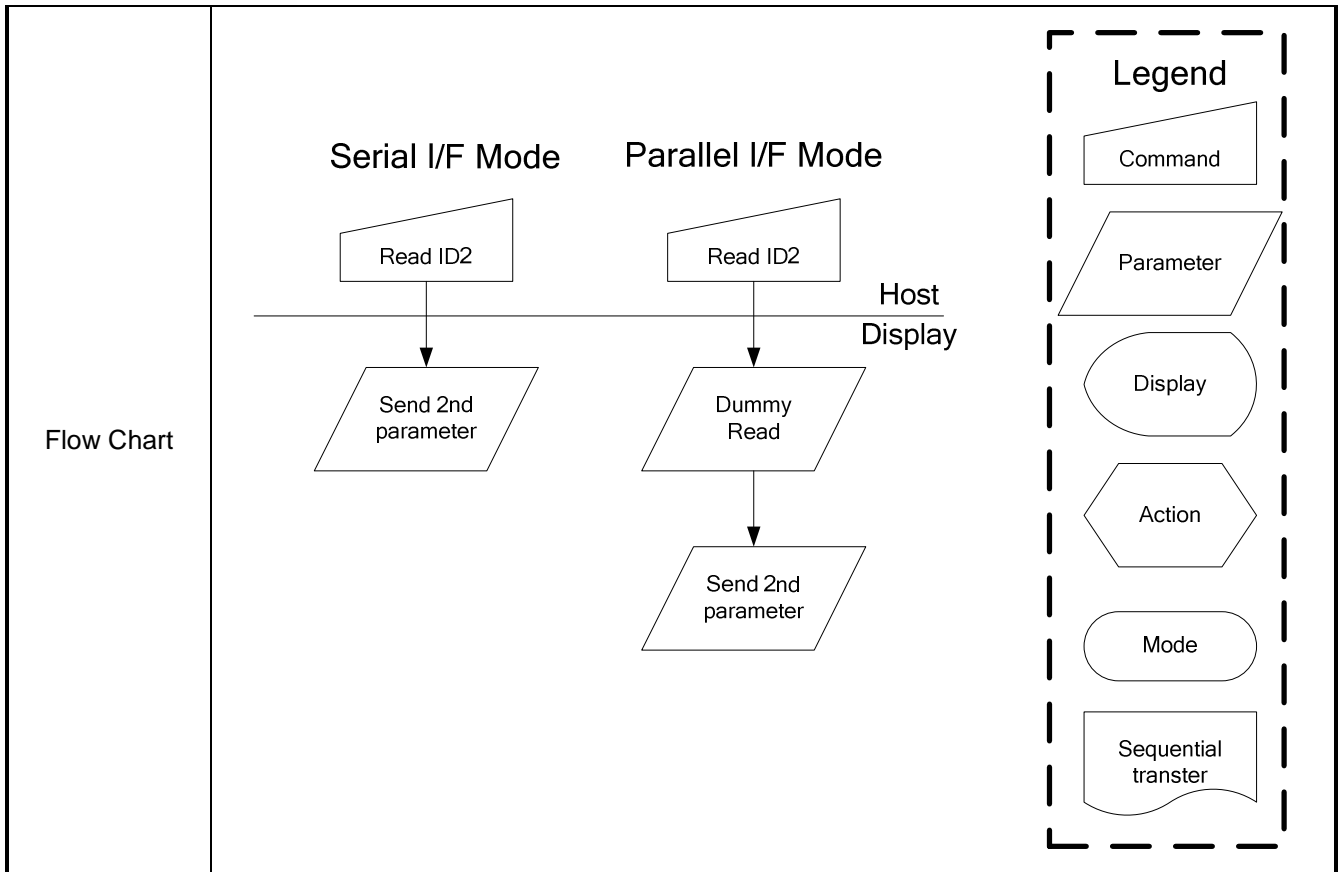 Flow Chart
Serial I/F Mode
Read ID2
Send 2nd
parameter
Parallel I/F Mode
Read ID2
Host
Display
Dummy
Read
Send 2nd
parameter
Legend
Command
Parameter
Display
Action
Mode
Sequential
transter